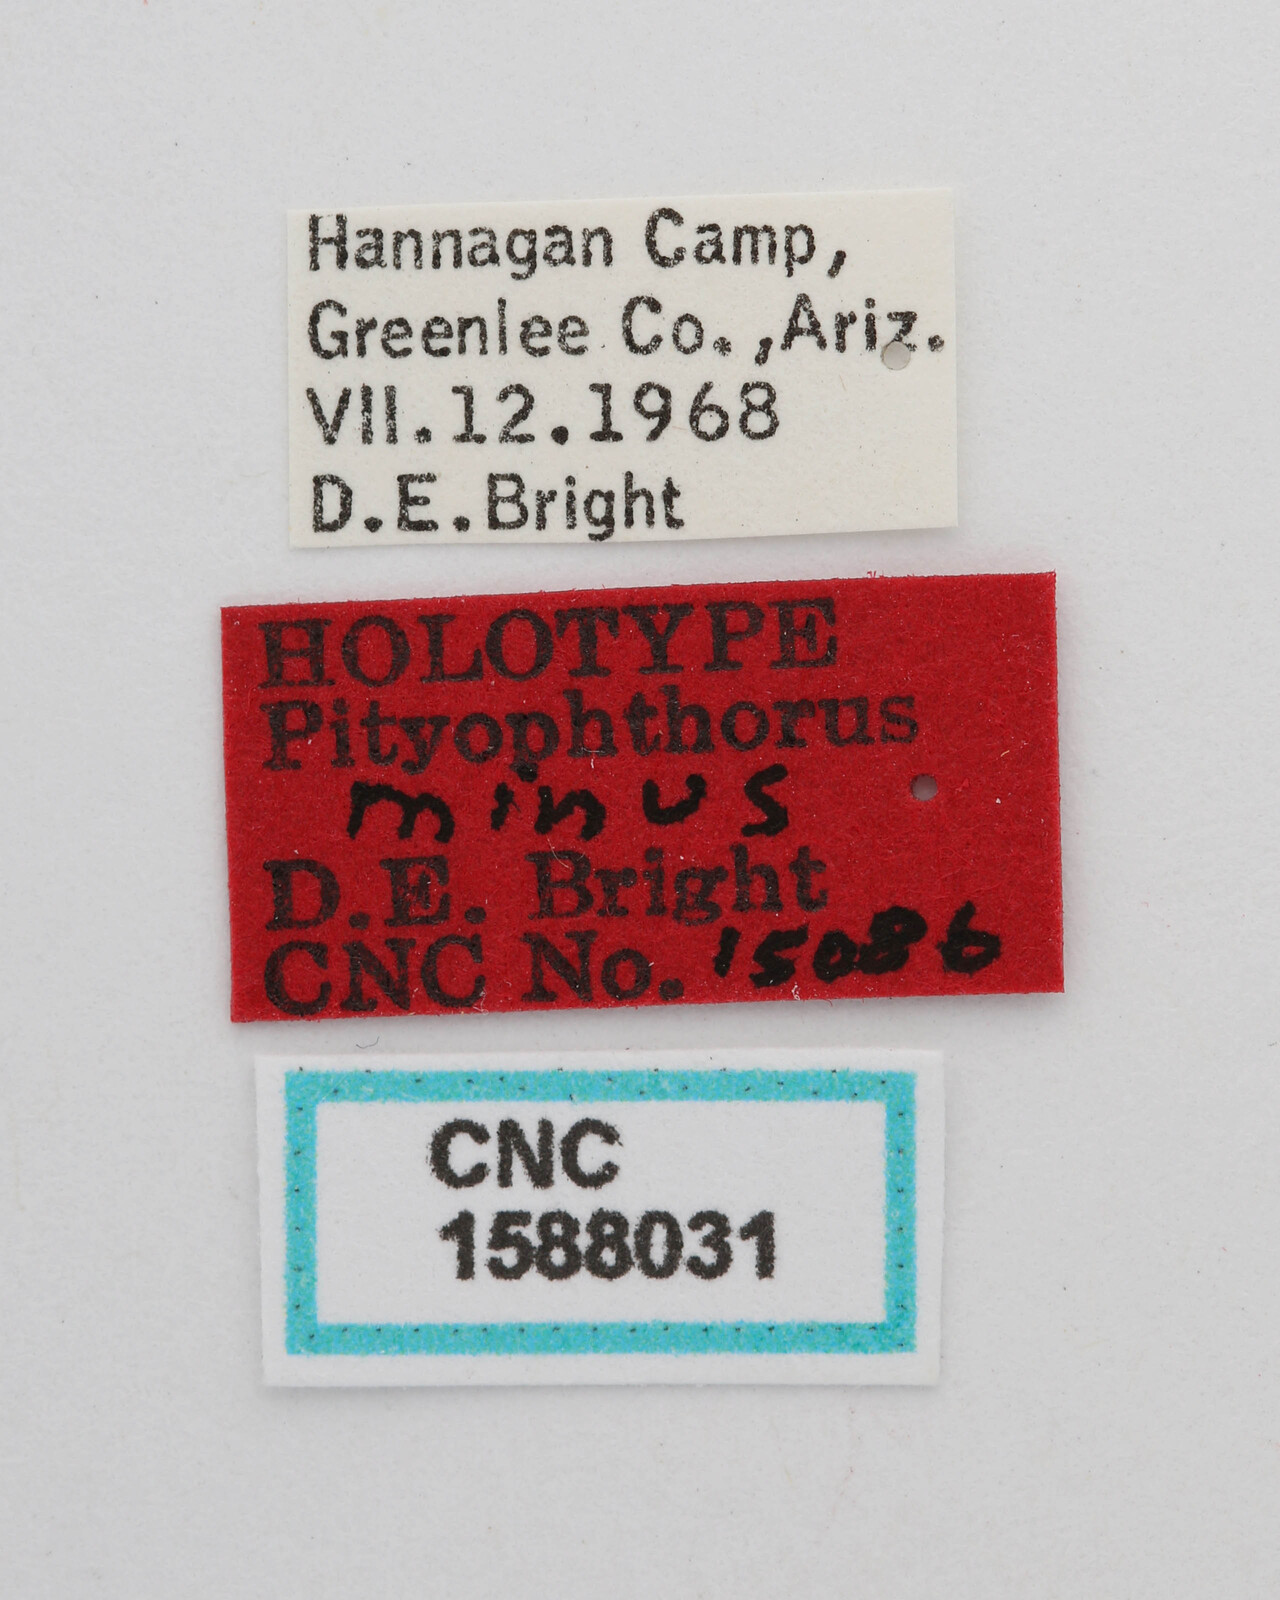 Hannagan Camp,
Greenlee Co.,Ariz.
VII.12.1968
D.E.Bright
HOLOTYPE
Pityophthorus
minus
D.E. Bright
CNC No. 15086
CNC
1588031